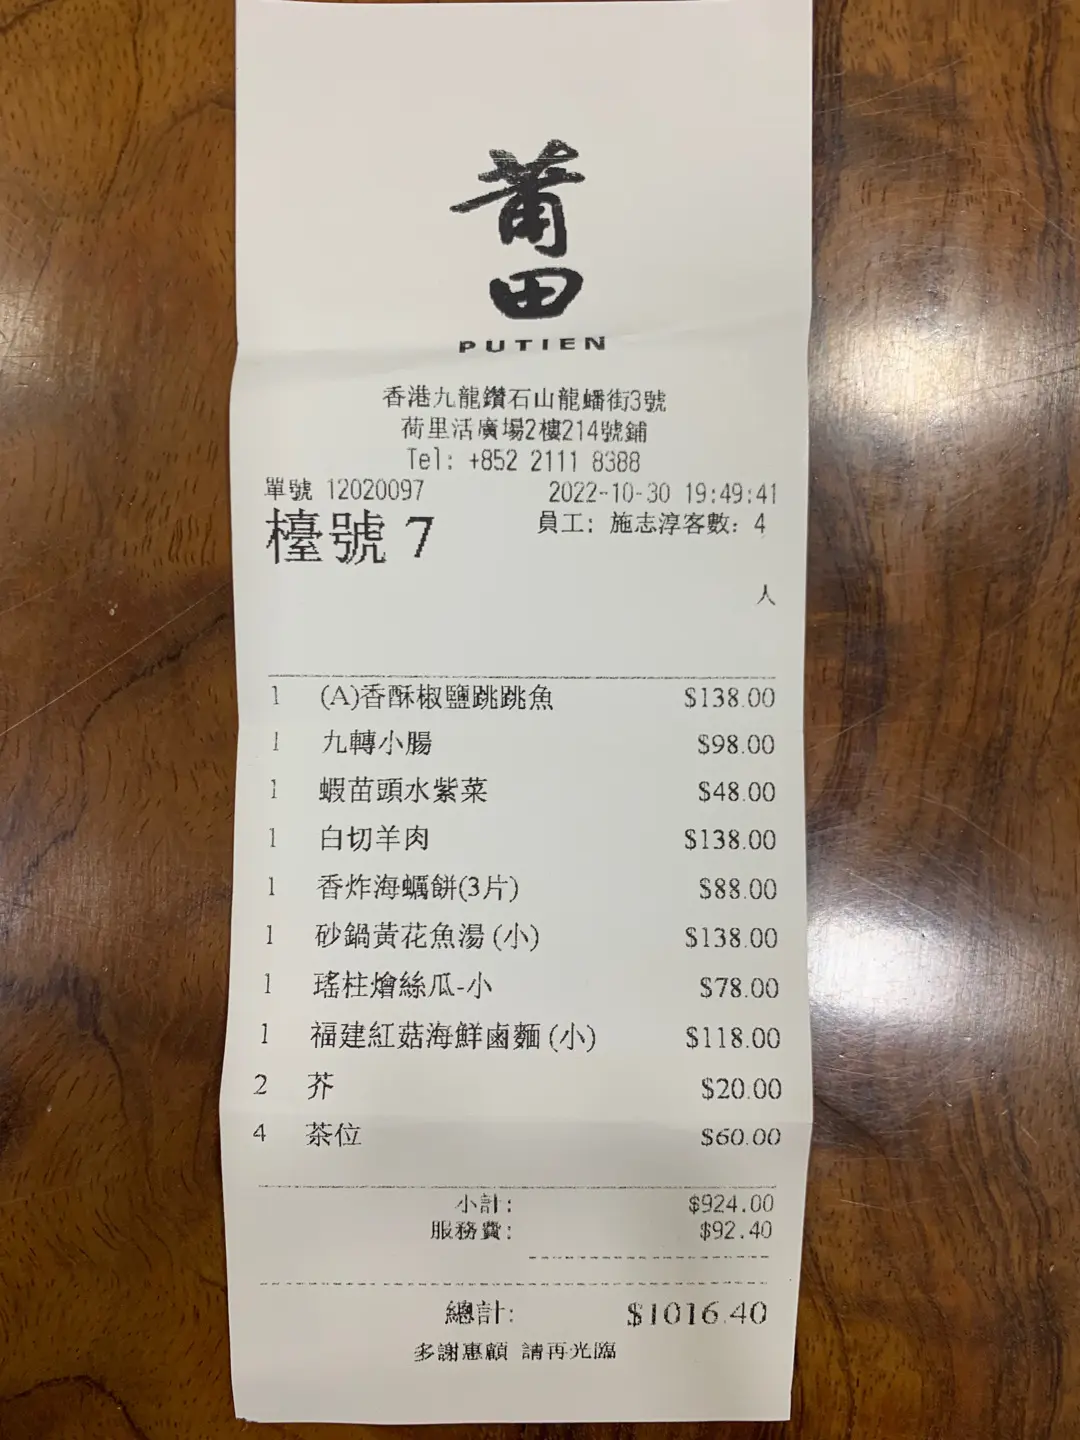 莆
田
PUTIEN
香港九龍鑽石山龍蟠街3號
荷里活廣場2樓214號鋪
Tel: +852 2111 8388
單號 12020097 2022-10-30 19:49:41
檯號 7 員工: 施志淳客數: 4
人
1 (A)香酥椒鹽跳跳魚 $138.00
1 九轉小腸 $98.00
1 蝦苗頭水紫菜 $48.00
1 白切羊肉 $138.00
1 香炸海蠣餅(3片) $88.00
1 砂鍋黃花魚湯 (小) $138.00
1 瑤柱燴絲瓜-小 $78.00
1 福建紅菇海鮮鹵麵 (小) $118.00
2 芥 $20.00
4 茶位 $60.00
小計: $924.00
服務費: $92.40
總計: $1016.40
多謝惠顧 請再光臨